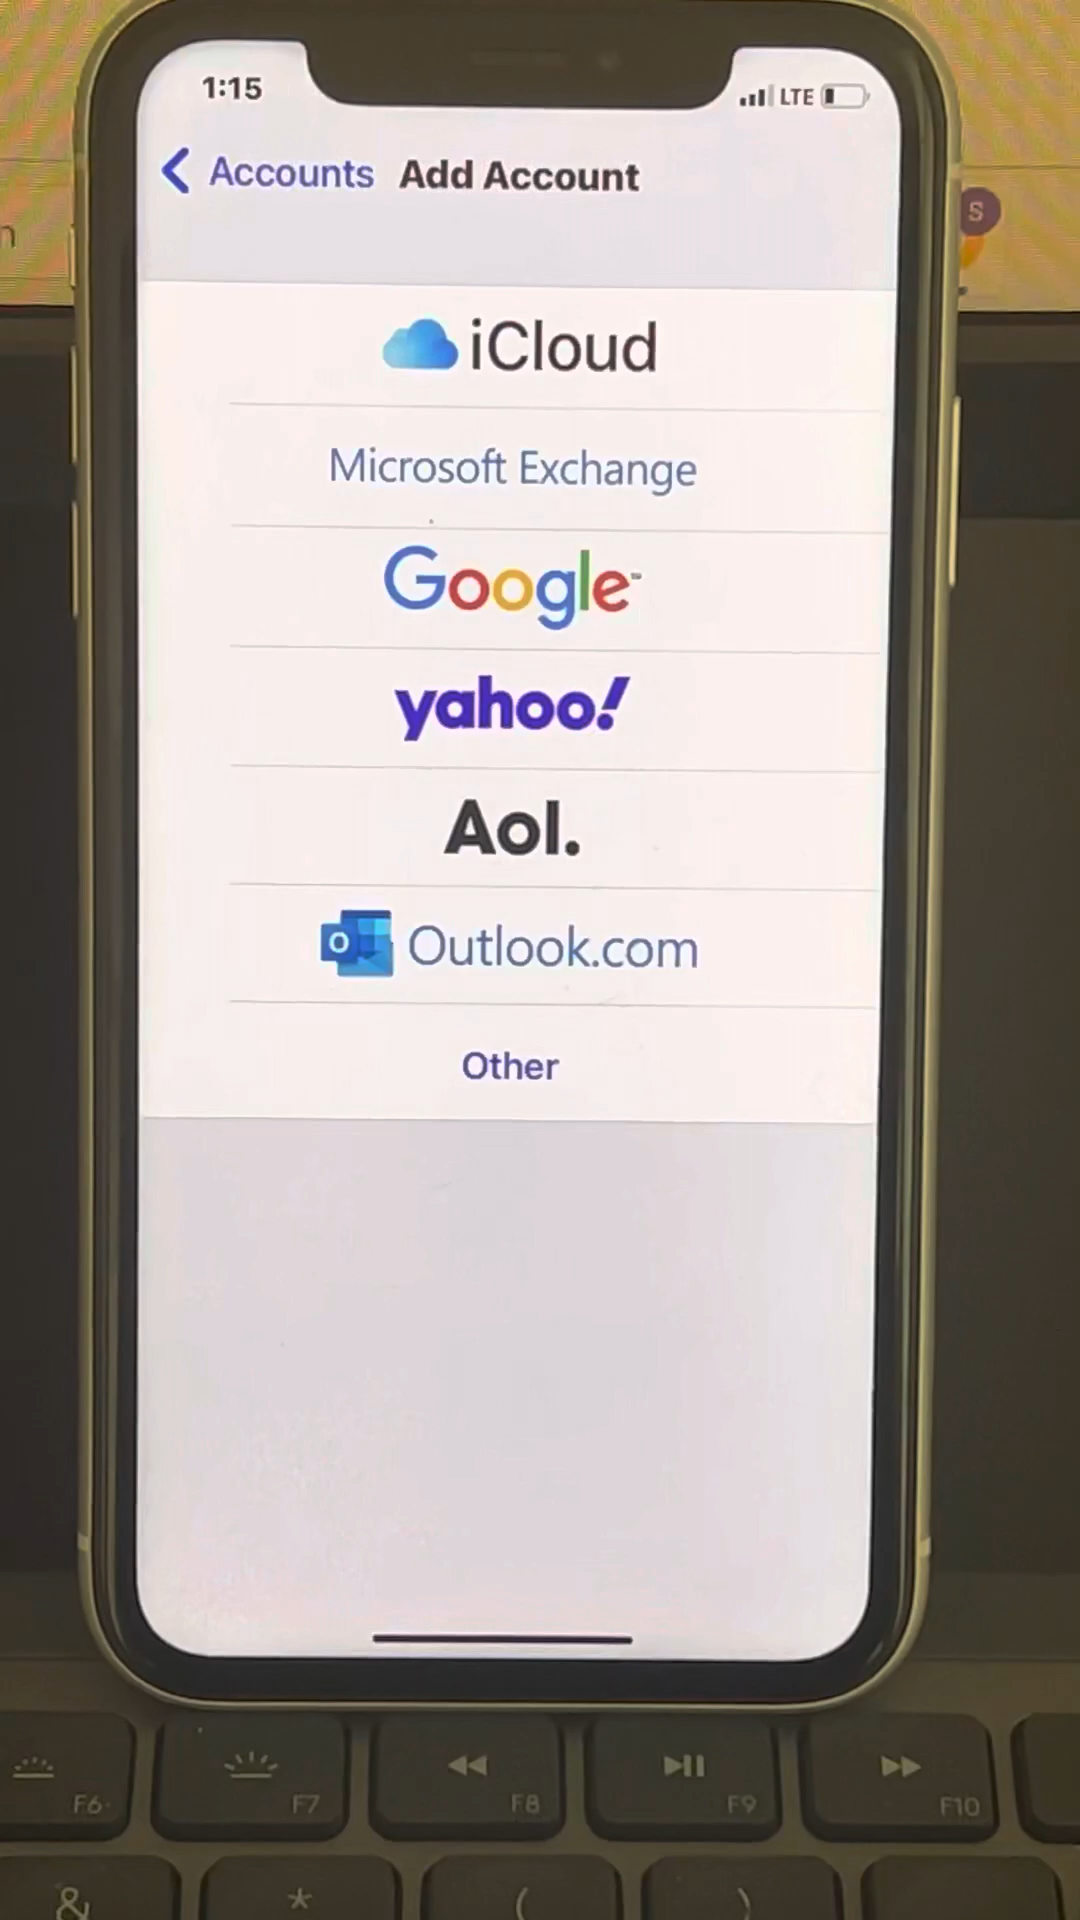 1:15
LTE
Accounts Add Account
S
n
iCloud
Microsoft Exchange
Google™
yahoo!
Aol.
Outlook.com
Other
F6
F7
F8
F9
F10
&
*
(
)